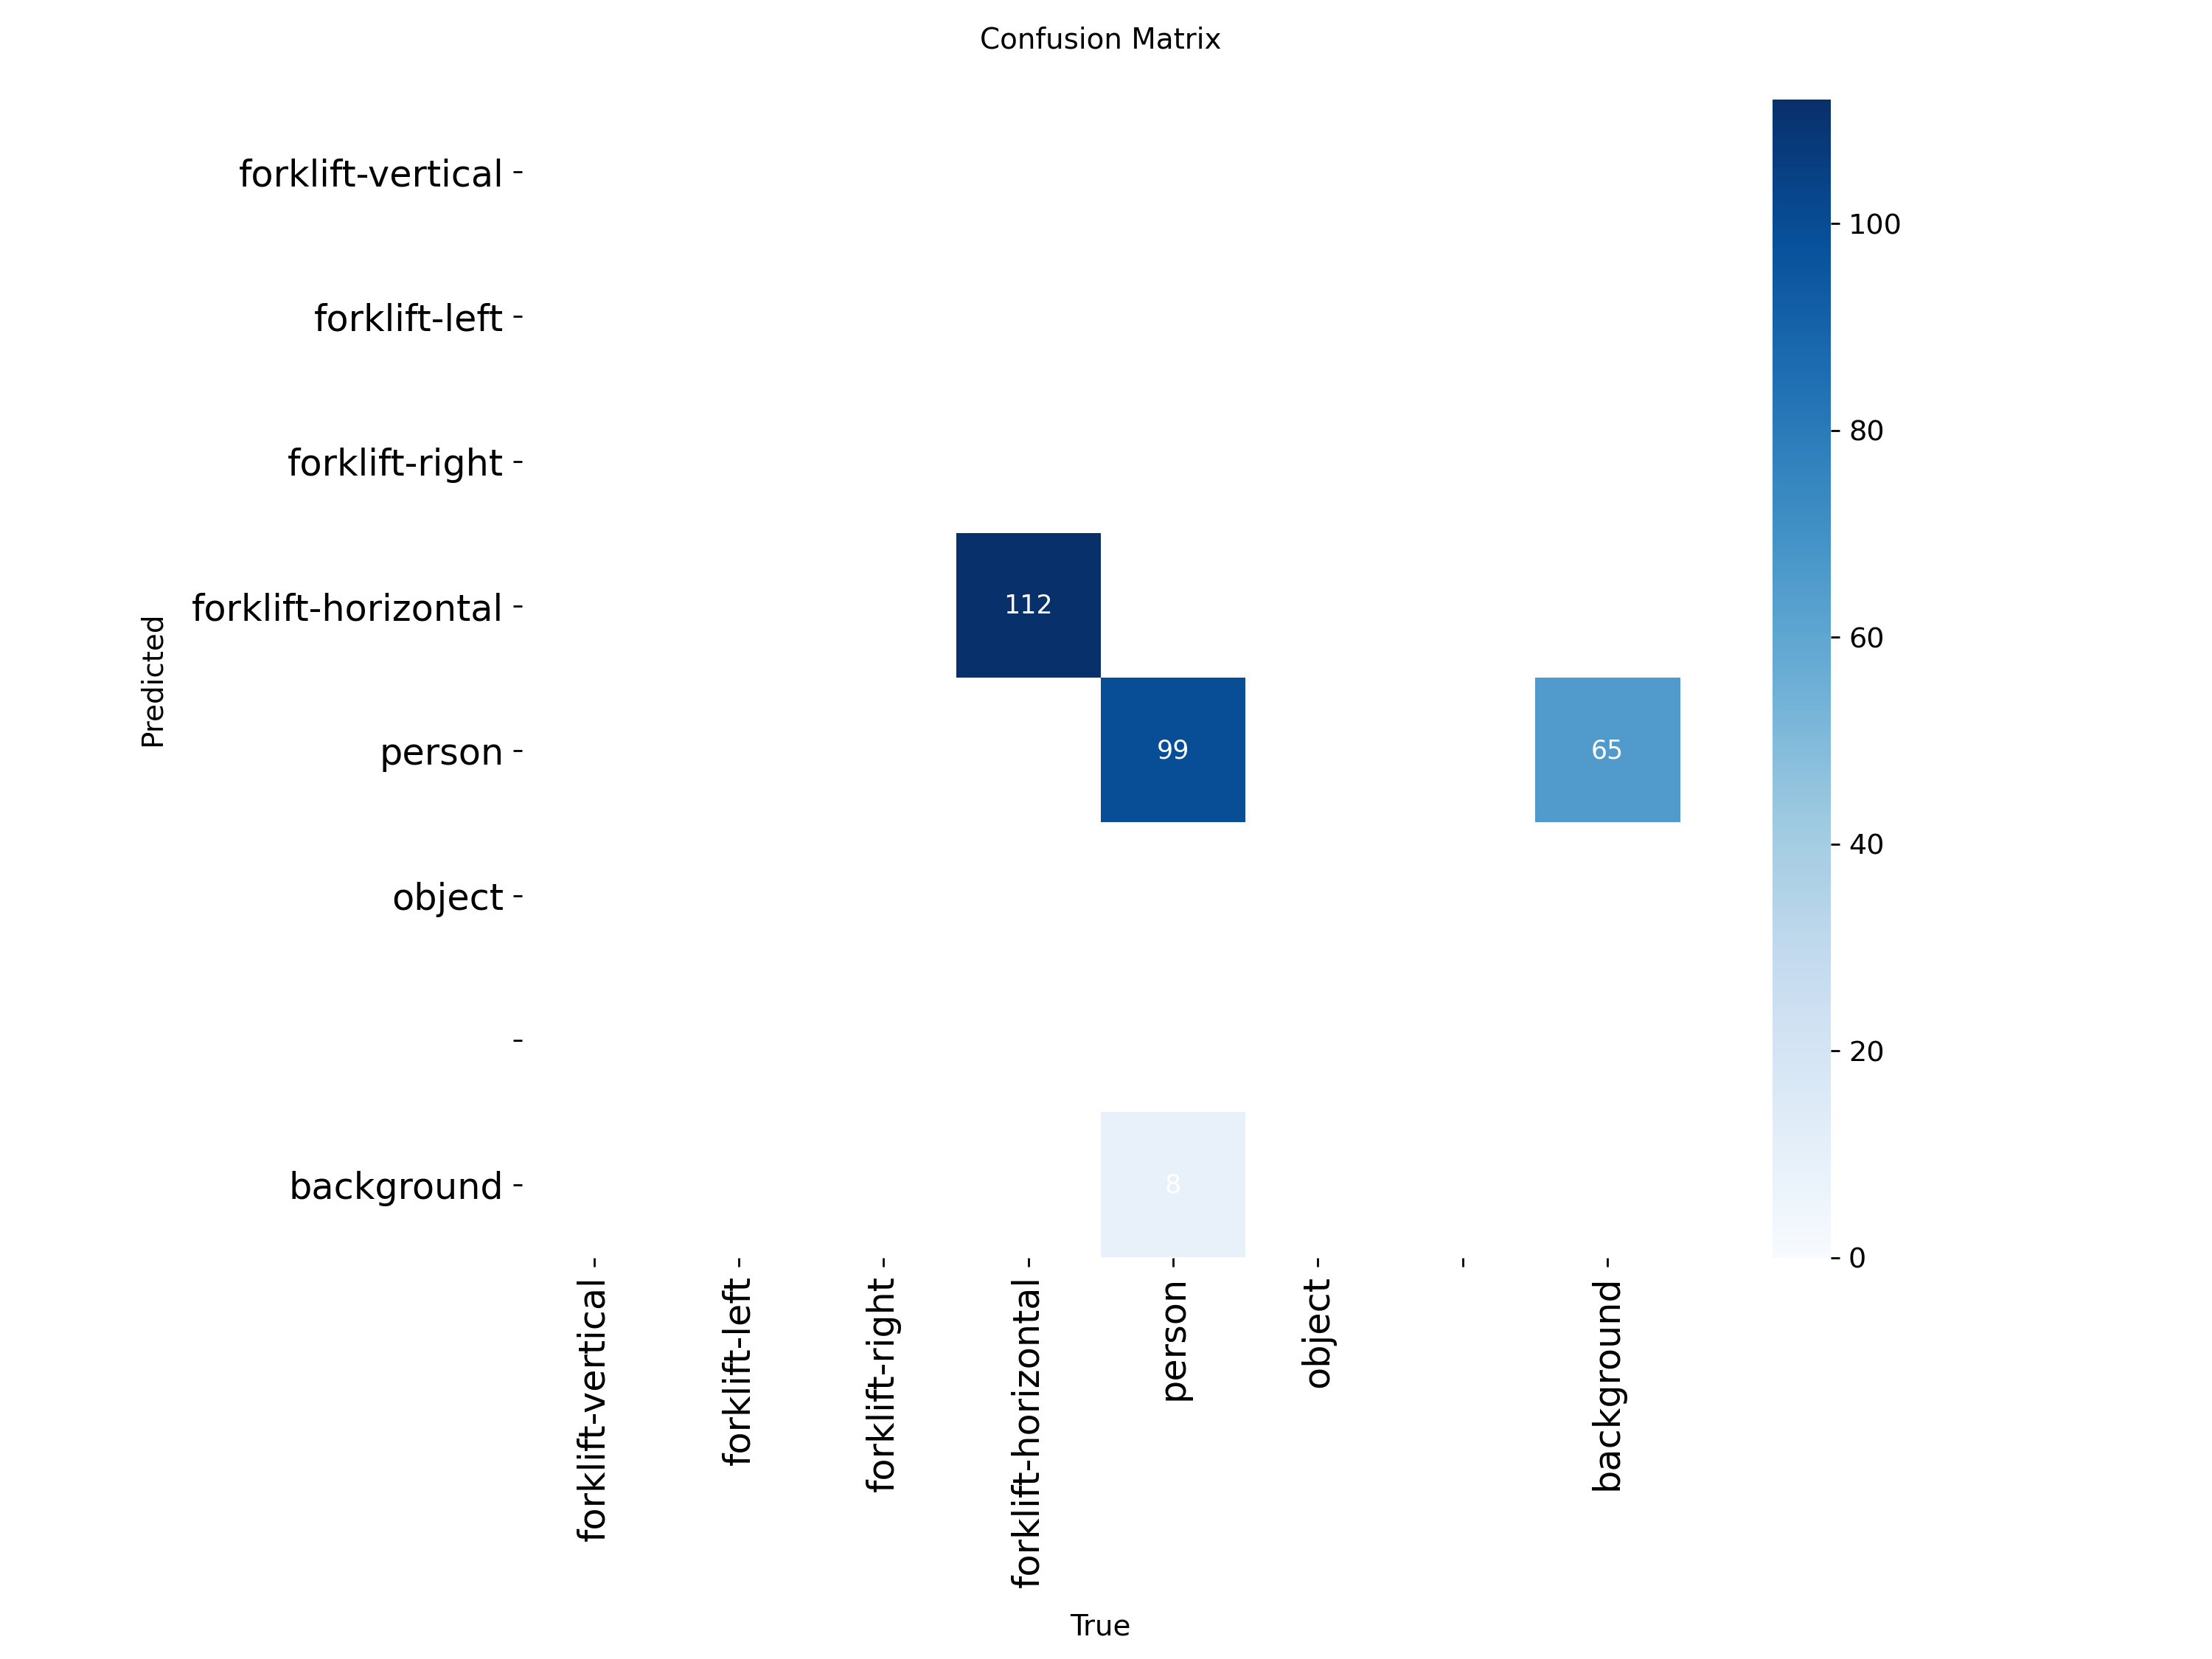 Confusion Matrix
forklift-vertical
forklift-left
forklift-right
forklift-horizontal
person
object
background
Predicted
112
99
65
8
100
80
60
40
20
0
forklift-vertical
forklift-left
forklift-right
forklift-horizontal
person
object
background
True